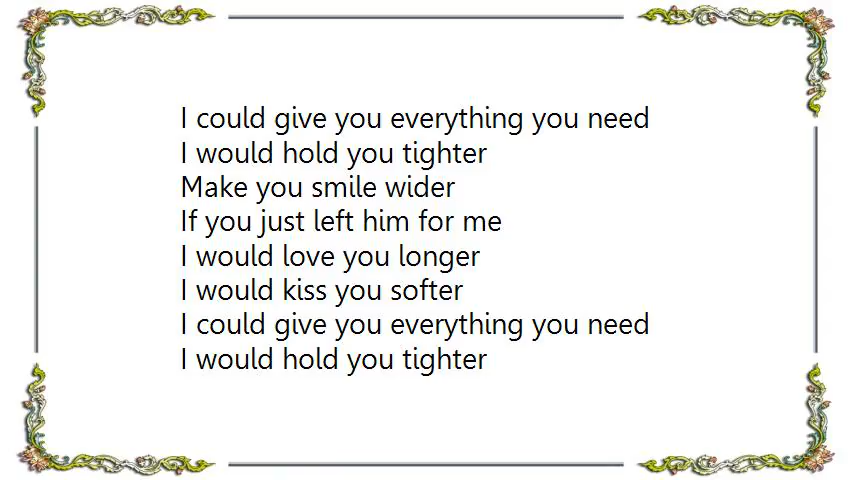 I could give you everything you need
I would hold you tighter
Make you smile wider
If you just left him for me
I would love you longer
I would kiss you softer
I could give you everything you need
I would hold you tighter